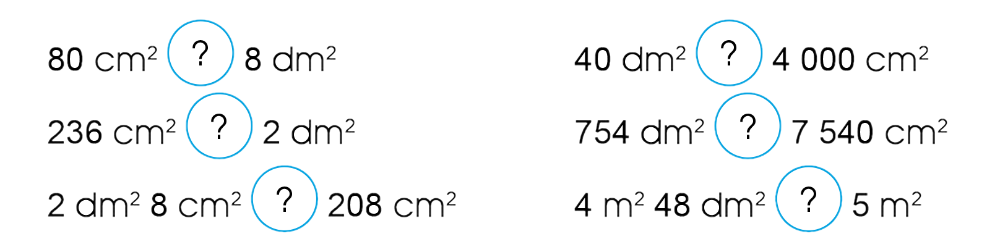 80 cm² ? 8 dm²
236 cm² ? 2 dm²
2 dm² 8 cm² ? 208 cm²
40 dm² ? 4 000 cm²
754 dm² ? 7 540 cm²
4 m² 48 dm² ? 5 m²